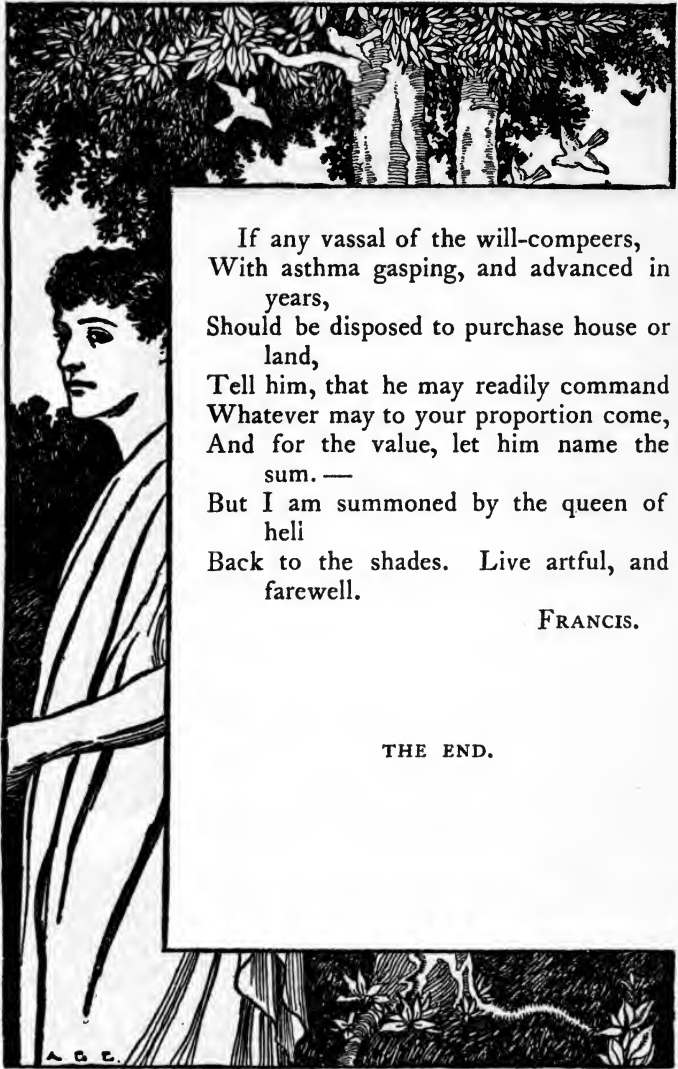 If any vassal of the will-compeers,
With asthma gasping, and advanced in
years,
Should be disposed to purchase house or
land,
Tell him, that he may readily command
Whatever may to your proportion come,
And for the value, let him name the
sum. —
But I am summoned by the queen of
hell
Back to the shades. Live artful, and
farewell.
FRANCIS.
THE END.
A G E.